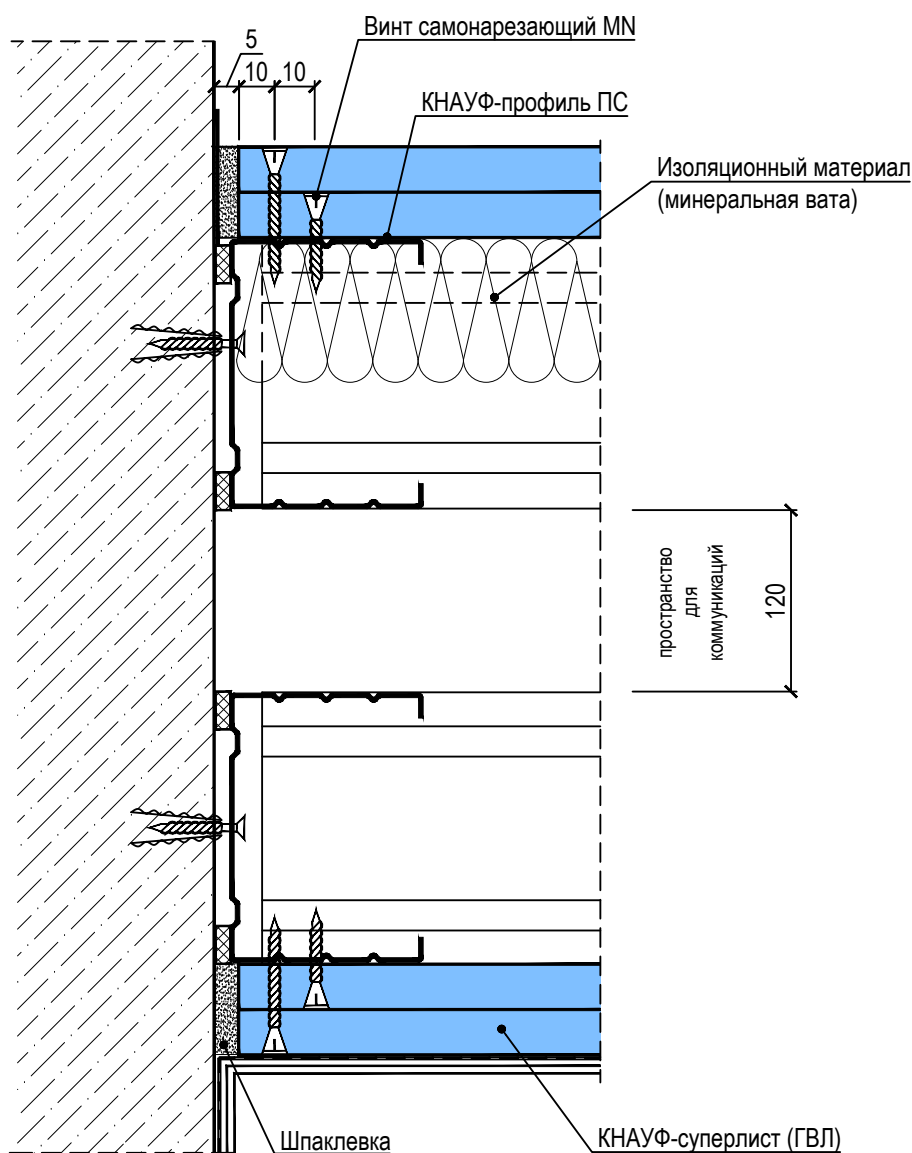 Винт самонарезающий MN
5
10 10
КНАУФ-профиль ПС
Изоляционный материал
(минеральная вата)
пространство
для
коммуникаций
120
Шпаклевка
КНАУФ-суперлист (ГВЛ)